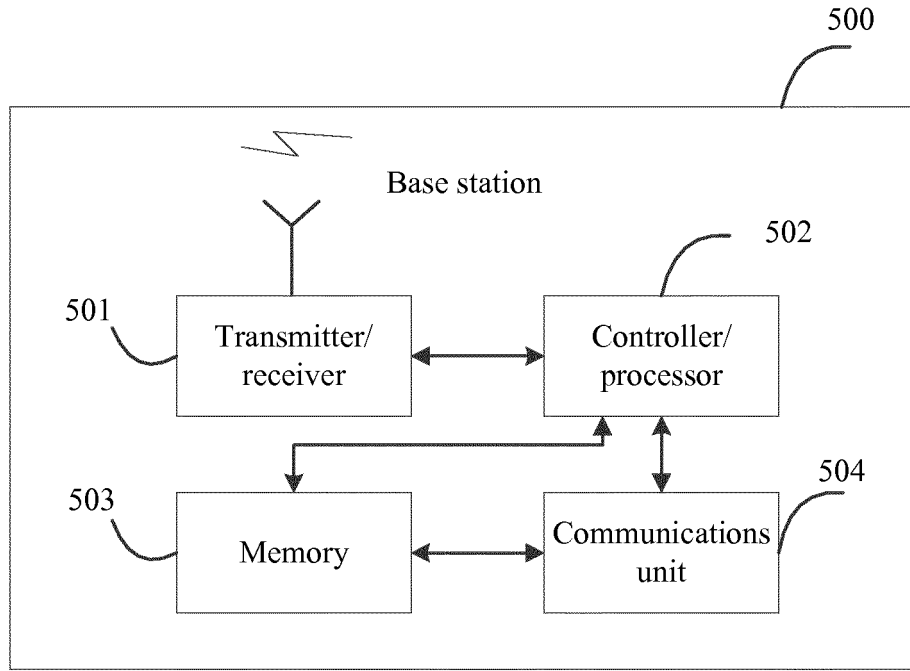 500
Base station
502
501
Transmitter/
receiver
Controller/
processor
503
504
Memory
Communications
unit